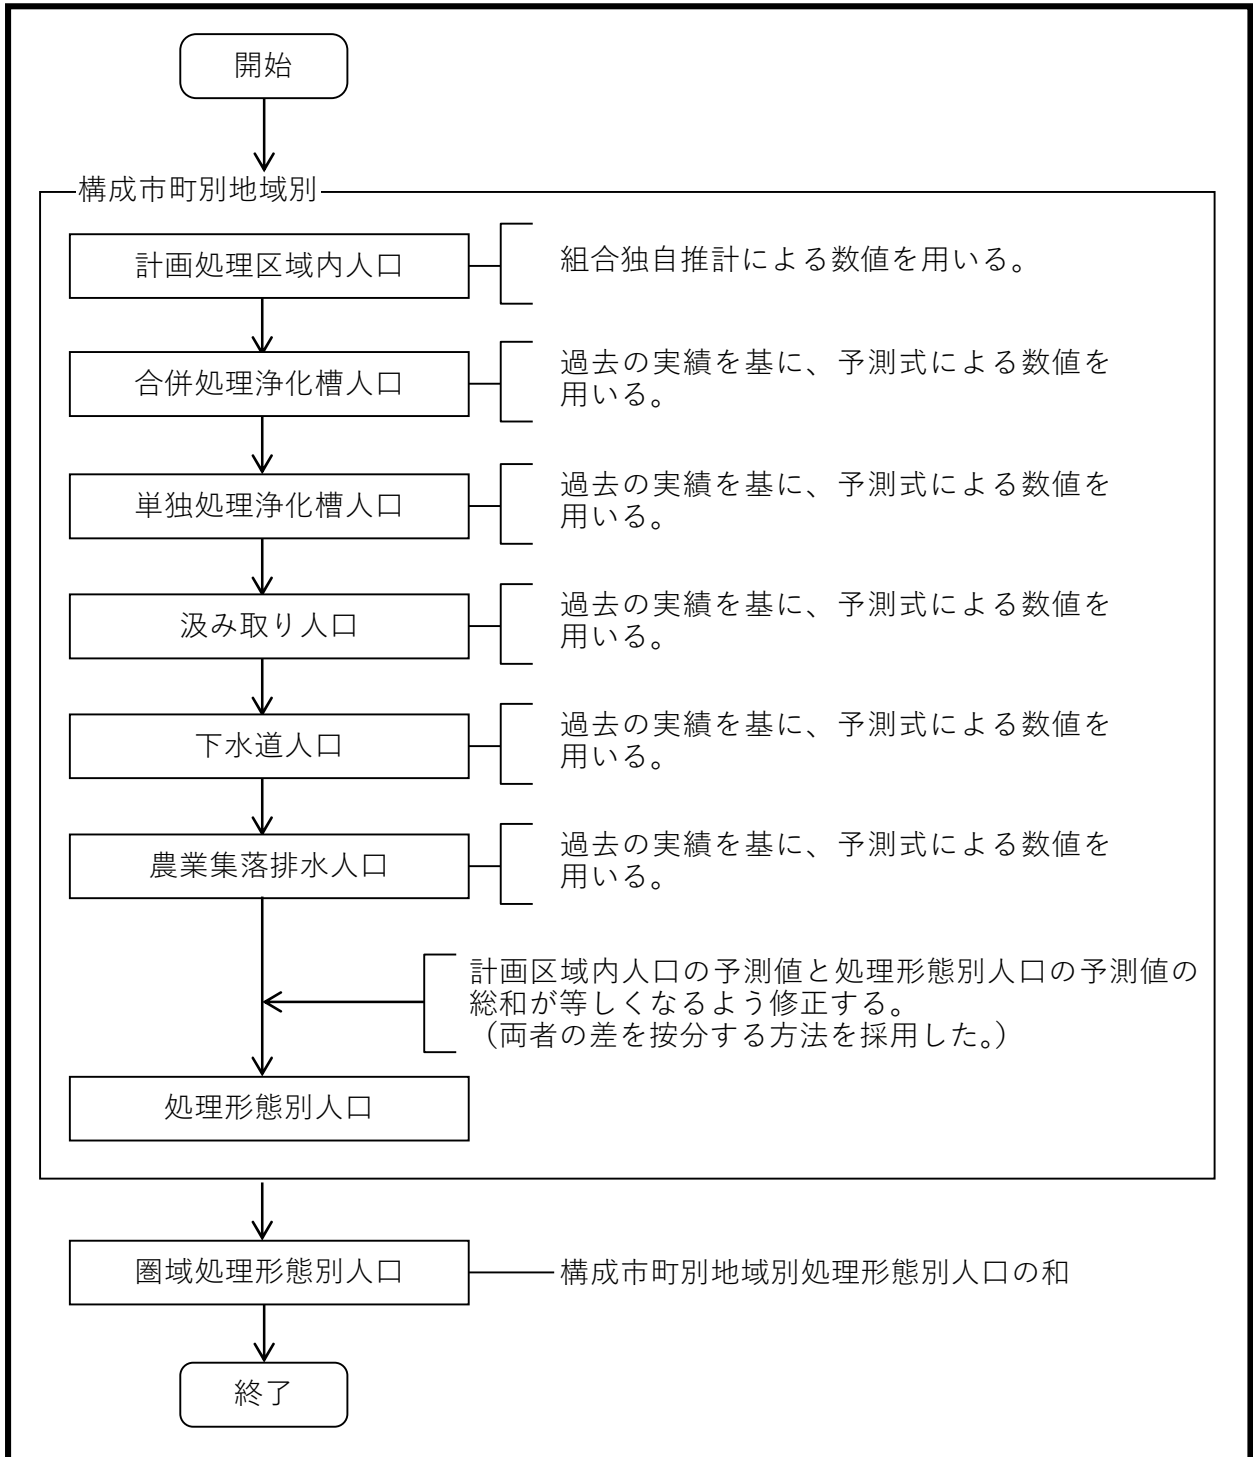 開始
構成市町別地域別
計画処理区域内人口
組合独自推計による数値を用いる。
合併処理浄化槽人口
過去の実績を基に、予測式による数値を
用いる。
単独処理浄化槽人口
過去の実績を基に、予測式による数値を
用いる。
汲み取り人口
過去の実績を基に、予測式による数値を
用いる。
下水道人口
過去の実績を基に、予測式による数値を
用いる。
農業集落排水人口
過去の実績を基に、予測式による数値を
用いる。
計画区域内人口の予測値と処理形態別人口の予測値の
総和が等しくなるよう修正する。
（両者の差を按分する方法を採用した。）
処理形態別人口
圏域処理形態別人口
構成市町別地域別処理形態別人口の和
終了